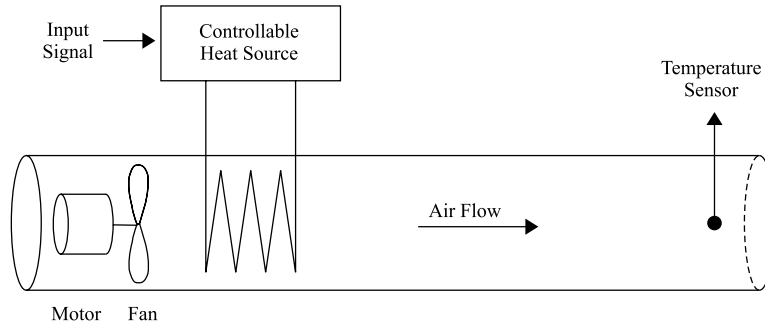 Input
Signal
Controllable
Heat Source
Temperature
Sensor
Air Flow
Motor
Fan